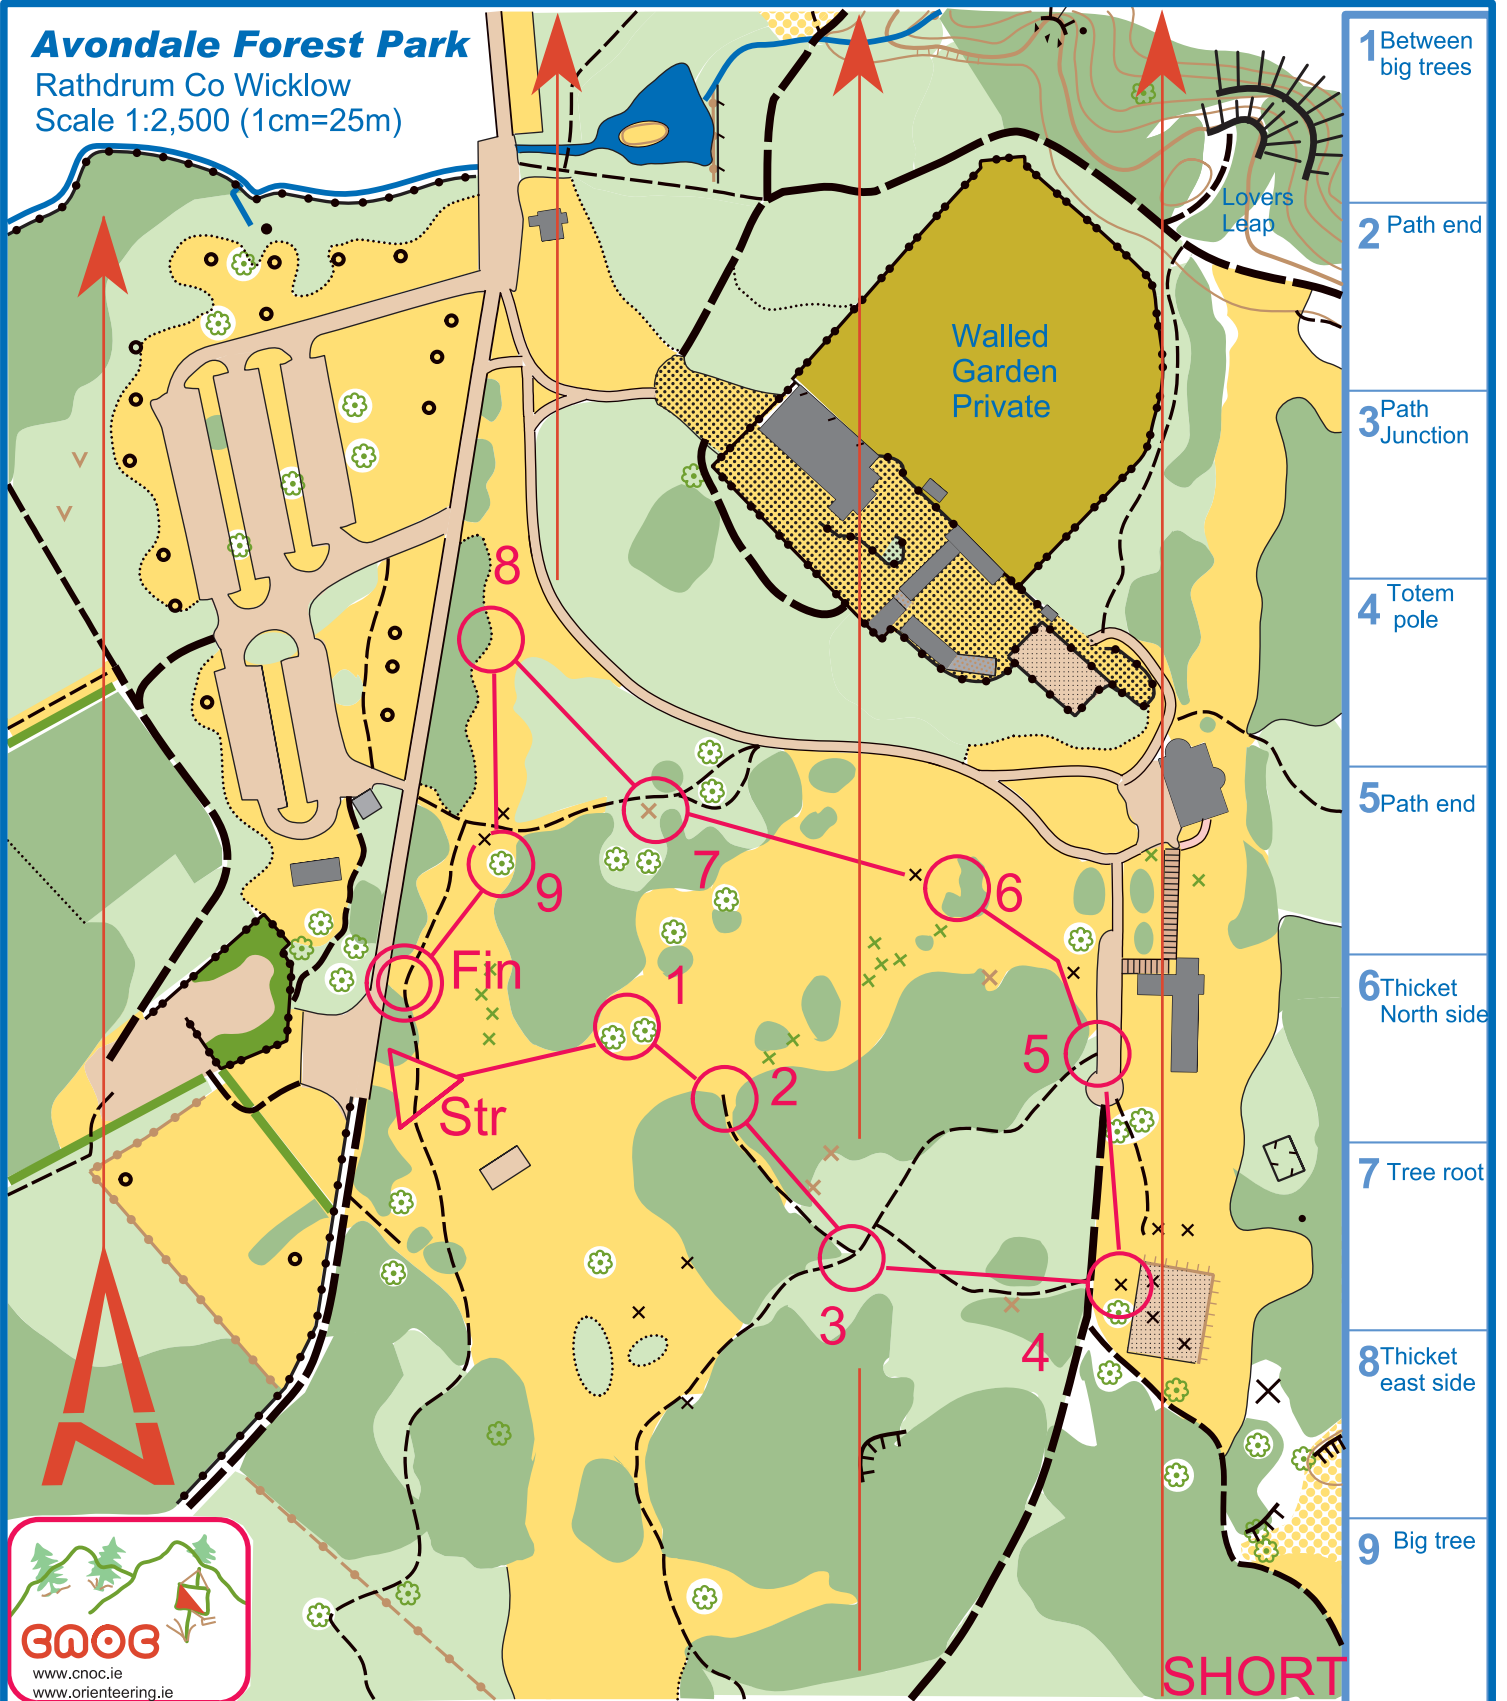 Avondale Forest Park
Rathdrum Co Wicklow
Scale 1:2,500 (1cm=25m)
Lovers
Leap
Walled
Garden
Private
8
7
9
6
Fin
1
5
2
Str
3
4
N
CNOC
www.cnoc.ie
www.orienteering.ie
SHORT
1 Between
big trees
2 Path end
3 Path
Junction
4 Totem
pole
5 Path end
6 Thicket
North side
7 Tree root
8 Thicket
east side
9 Big tree